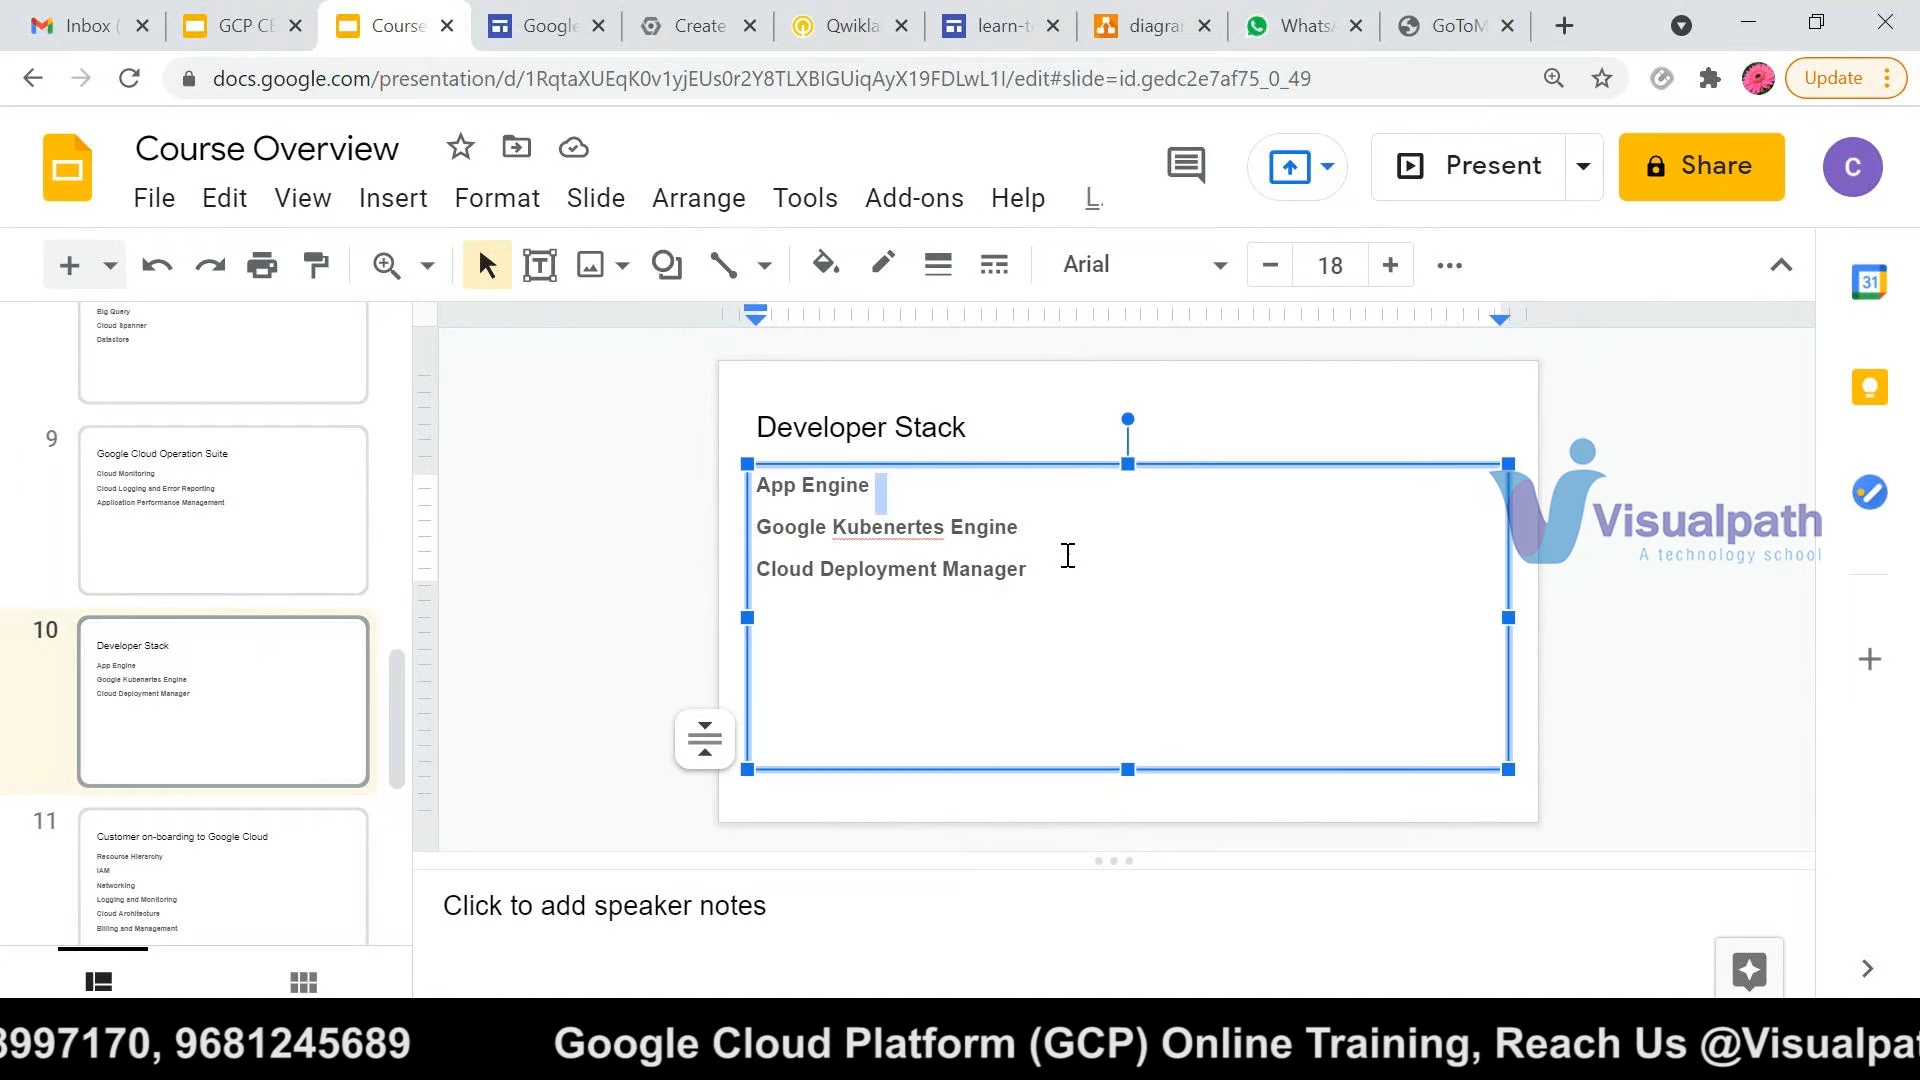 Inbox (
GCP CE
Course
Google
Create
Qwikla
learn-t
diagra
Whats
GoToM
docs.google.com/presentation/d/1RqtaXUEqK0v1yjEUs0r2Y8TLXBIGUiqAyX19FDLwL1I/edit#slide=id.gedc2e7af75_0_49
Update
Course Overview
Present
Share
C
File Edit View Insert Format Slide Arrange Tools Add-ons Help L.
Arial
18
31
Big Query
Cloud Spanner
Datastore
9
Google Cloud Operation Suite
Cloud Monitoring
Cloud Logging and Error Reporting
Application Performance Management
10
Developer Stack
App Engine
Google Kubenertes Engine
Cloud Deployment Manager
11
Customer on-boarding to Google Cloud
Resource Hierarchy
IAM
Networking
Logging and Monitoring
Cloud Architecture
Billing and Management
Developer Stack
App Engine
Google Kubenertes Engine
Cloud Deployment Manager
Visualpath
A technology school
Click to add speaker notes
8997170, 9681245689 Google Cloud Platform (GCP) Online Training, Reach Us @Visualpat